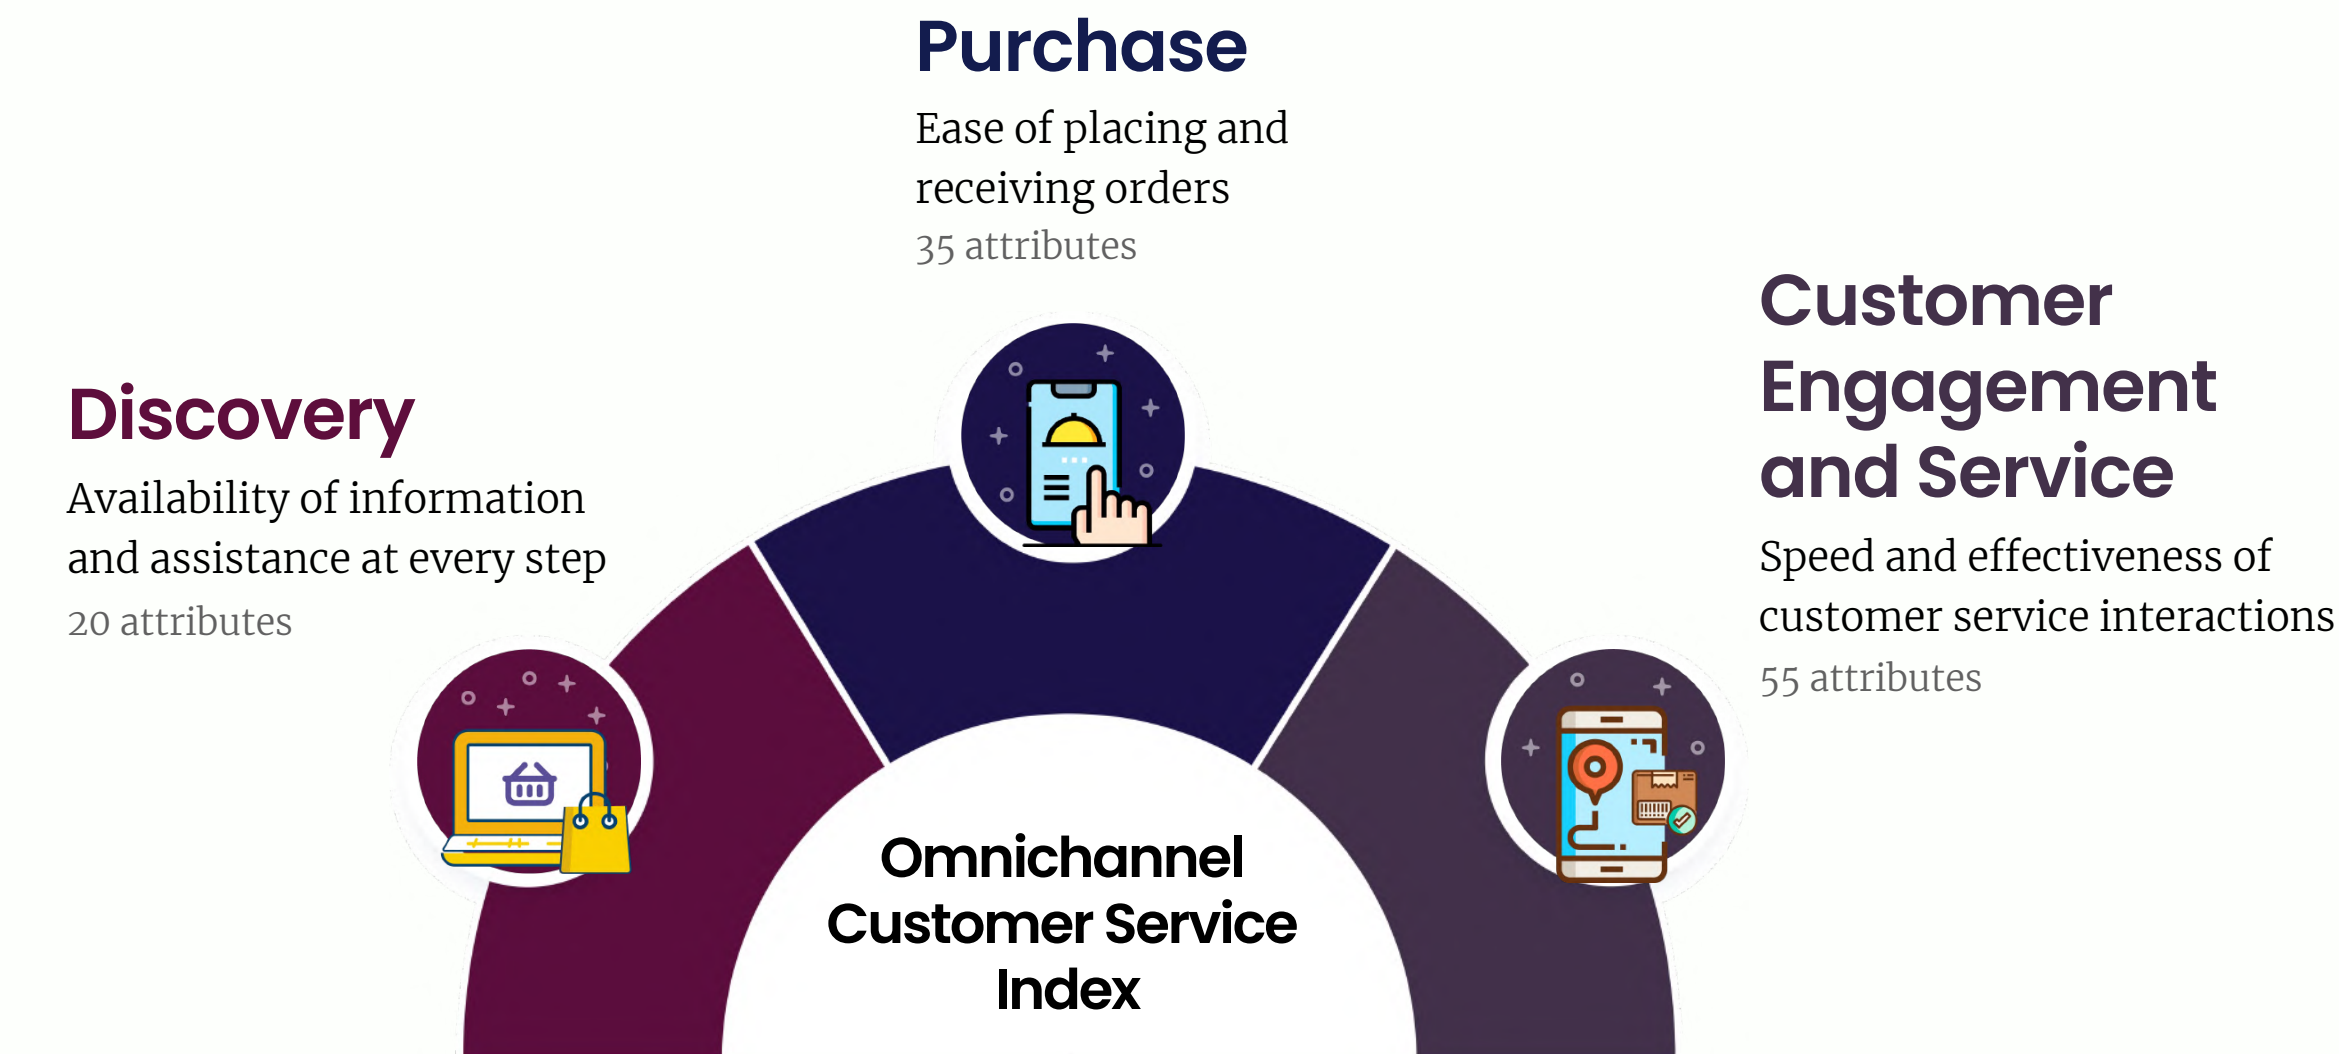 Purchase
Ease of placing and
receiving orders
35 attributes
Discovery
Availability of information
and assistance at every step
20 attributes
Customer
Engagement
and Service
Speed and effectiveness of
customer service interactions
55 attributes
Omnichannel
Customer Service
Index